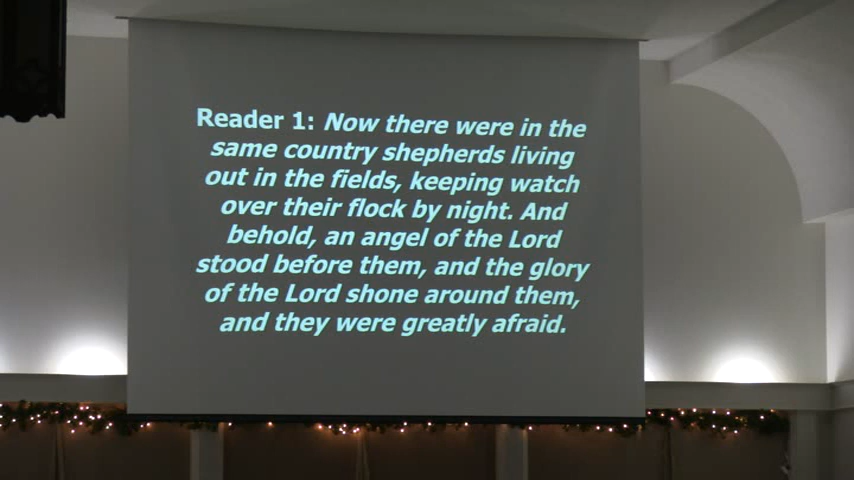 Reader 1: Now there were in the
same country shepherds living
out in the fields, keeping watch
over their flock by night. And
behold, an angel of the Lord
stood before them, and the glory
of the Lord shone around them,
and they were greatly afraid.